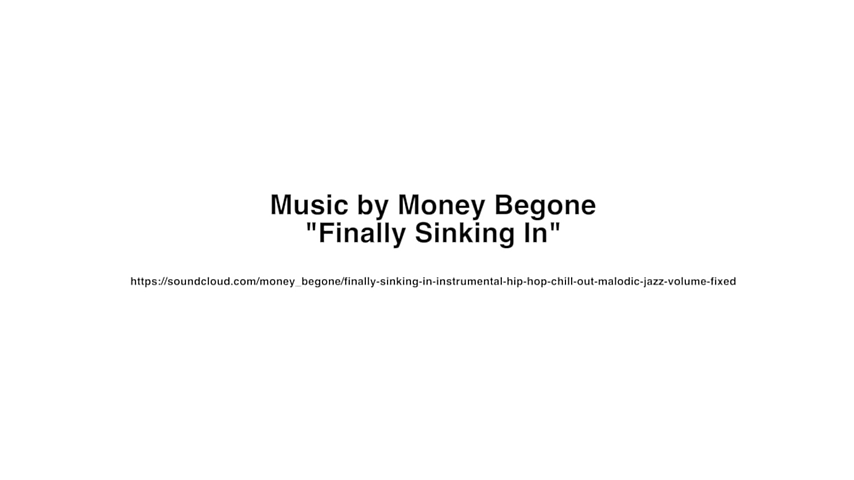 Music by Money Begone
"Finally Sinking In"
https://soundcloud.com/money_begone/finally-sinking-in-instrumental-hip-hop-chill-out-malodic-jazz-volume-fixed